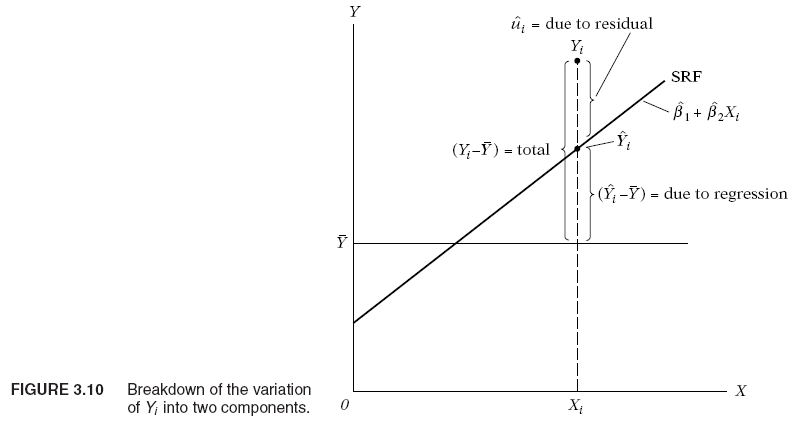 Y
û_i = due to residual
Y_i
SRF
β̂_1 + β̂_2X_i
Ŷ_i
(Y_i–Ȳ) = total
(Ŷ_i –Ȳ) = due to regression
Ȳ
X
0
X_i
FIGURE 3.10 Breakdown of the variation
of Y_i into two components.